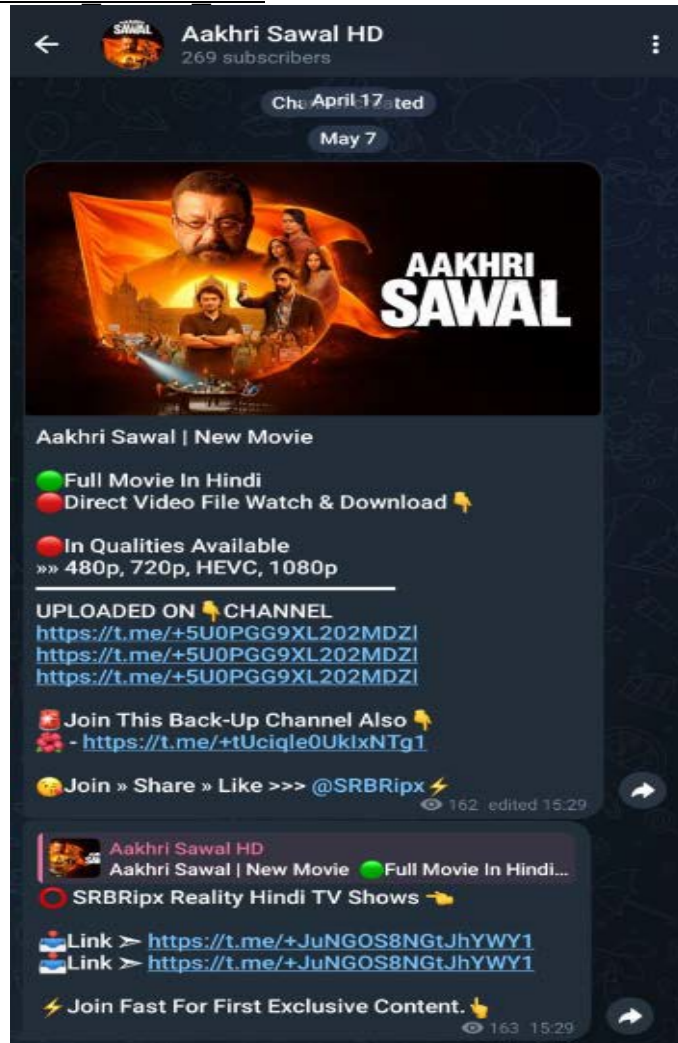 SAWAL
Aakhri Sawal HD
269 subscribers
April 17
May 7
AAKHRI
SAWAL
Aakhri Sawal | New Movie
🟢Full Movie In Hindi
🔴Direct Video File Watch & Download👇
🔴In Qualities Available
»» 480p, 720p, HEVC, 1080p
UPLOADED ON👇CHANNEL
https://t.me/+5U0PGG9XL202MDZl
https://t.me/+5U0PGG9XL202MDZl
https://t.me/+5U0PGG9XL202MDZl
🚨Join This Back-Up Channel Also👇
🌺 - https://t.me/+tUciqle0UklxNTg1
😘Join » Share » Like >>> @SRBRipx⚡
162 edited 15:29
Aakhri Sawal HD
Aakhri Sawal | New Movie 🟢Full Movie In Hindi...
⭕ SRBRipx Reality Hindi TV Shows 👈
📥Link ➣ https://t.me/+JuNGOS8NGtJhYWY1
📥Link ➣ https://t.me/+JuNGOS8NGtJhYWY1
⚡Join Fast For First Exclusive Content.👆
163 15:29